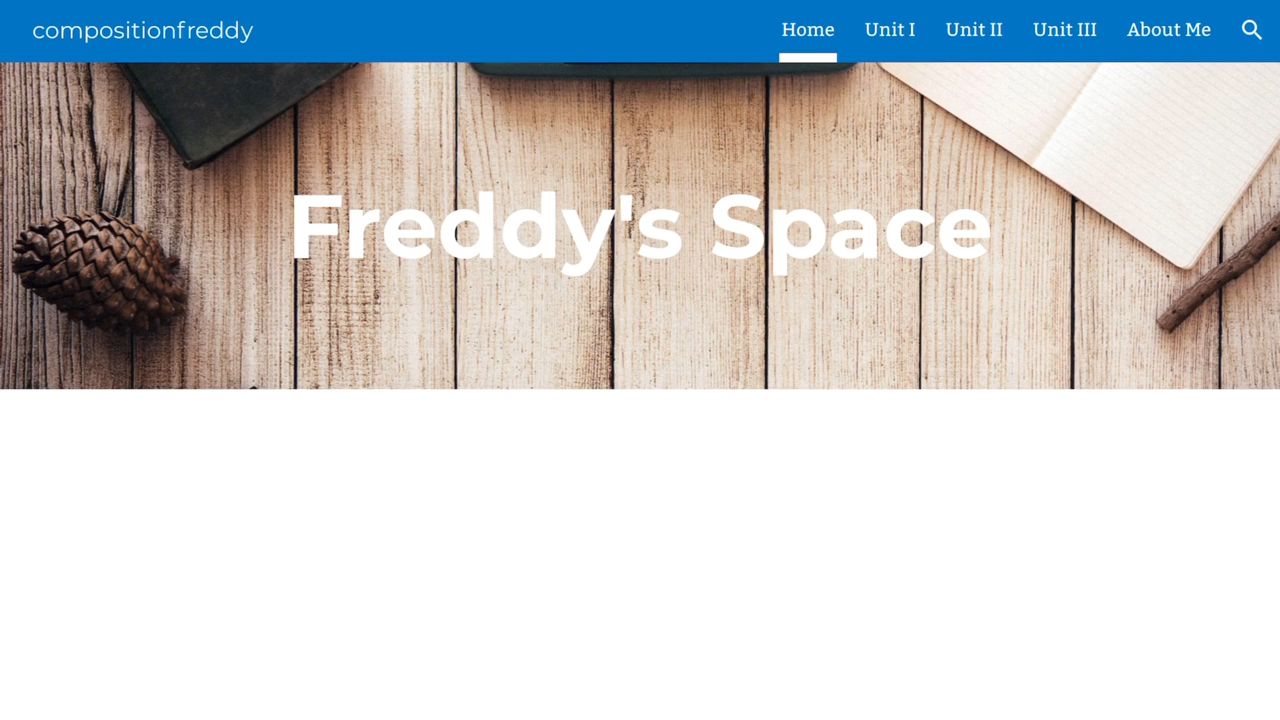 compositionfreddy
Home
Unit I
Unit II
Unit III
About Me
Freddy's Space